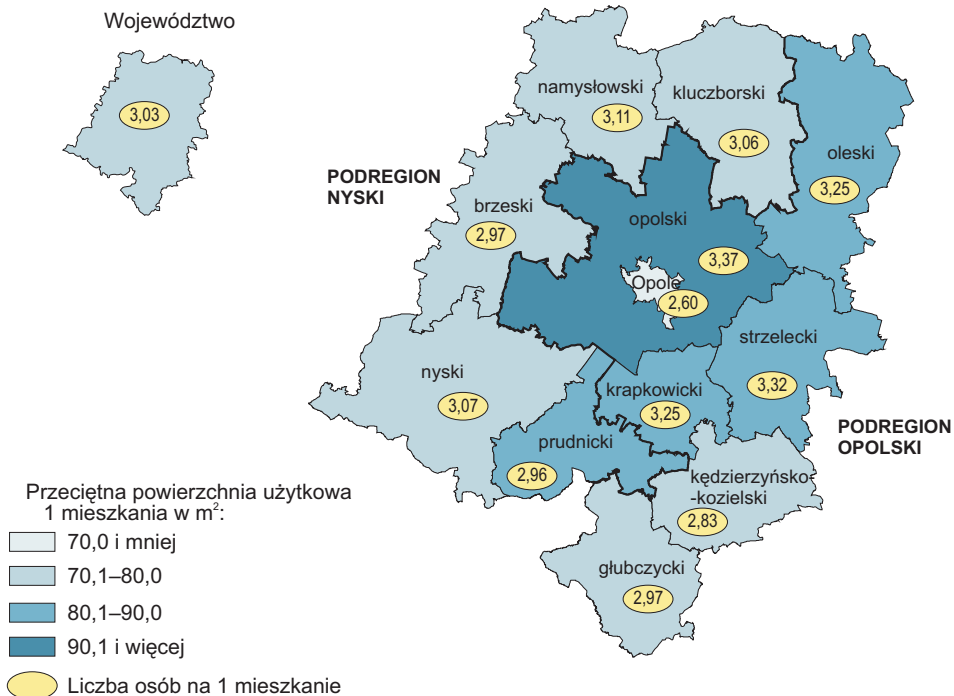 Województwo
3,03
namysłowski
3,11
kluczborski
3,06
oleski
3,25
PODREGION
NYSKI
brzeski
2,97
opolski
3,37
Opole
2,60
strzelecki
3,32
nyski
3,07
krapkowicki
3,25
PODREGION
OPOLSKI
prudnicki
2,96
kędzierzyńsko-
-kozielski
2,83
głubczycki
2,97
Przeciętna powierzchnia użytkowa
1 mieszkania w m²:
70,0 i mniej
70,1–80,0
80,1–90,0
90,1 i więcej
Liczba osób na 1 mieszkanie